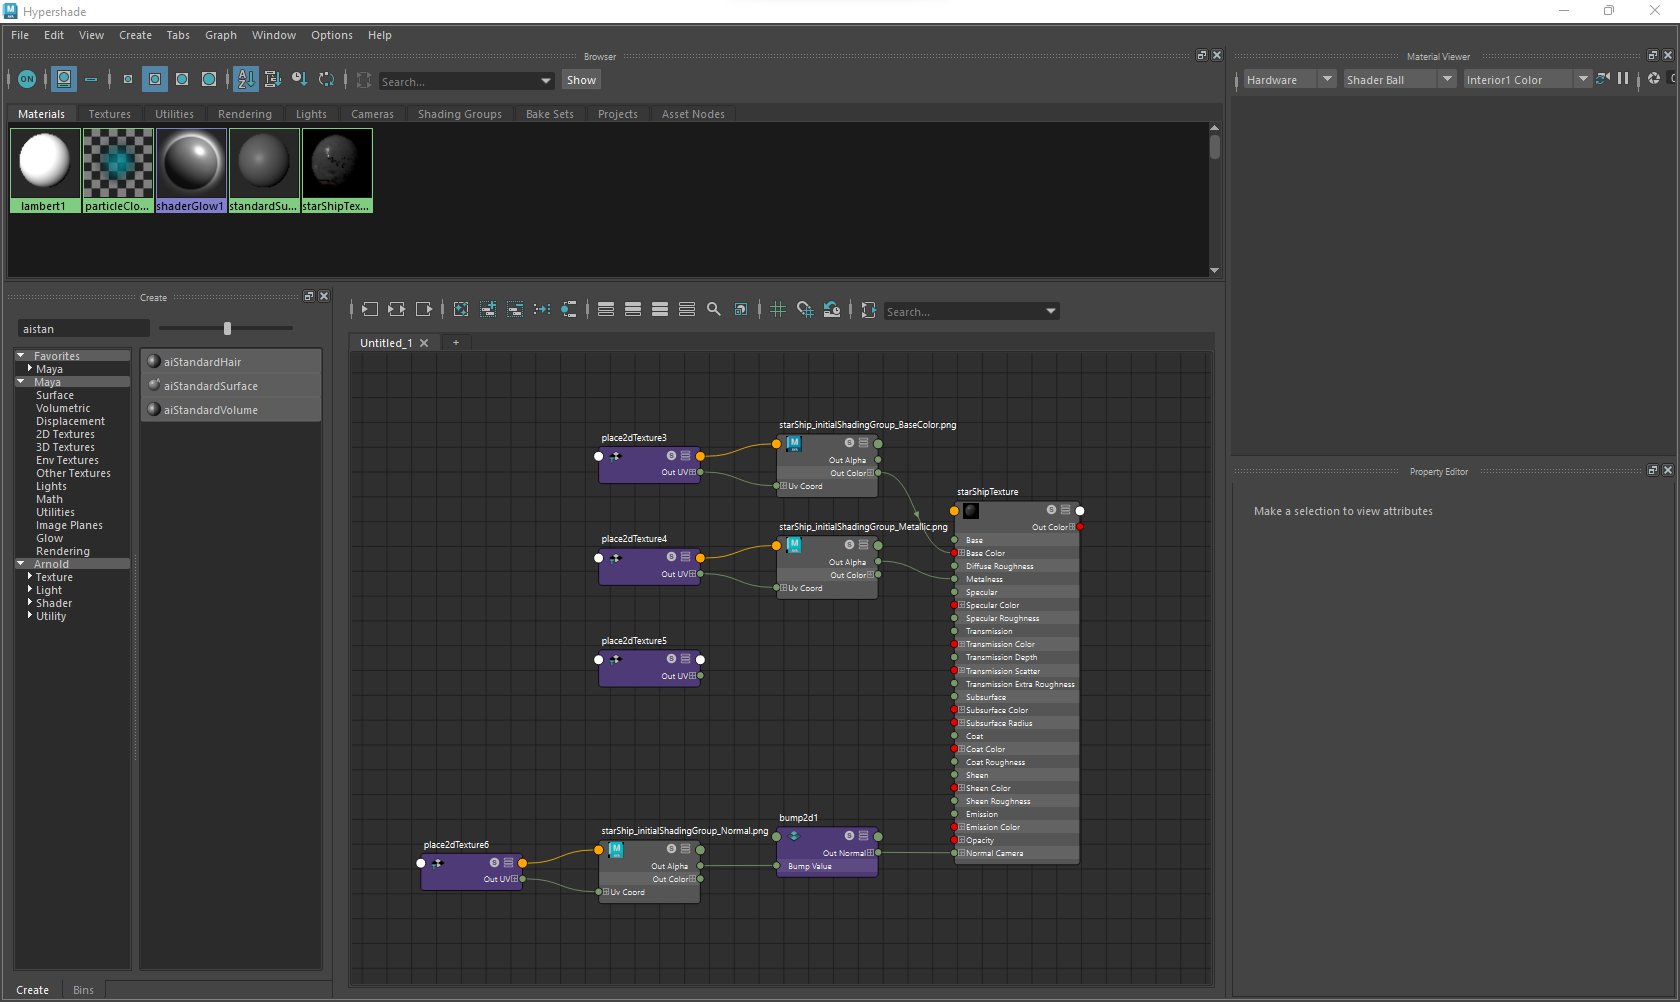 Hypershade
File Edit View Create Tabs Graph Window Options Help
Browser
ON
Search...
Show
Materials Textures Utilities Rendering Lights Cameras Shading Groups Bake Sets Projects Asset Nodes
lambert1 particleClo... shaderGlow1 standardSu... starShipTex...
Material Viewer
Hardware Shader Ball Interior1 Color
Create
aistan
Favorites
Maya
Maya
Surface
Volumetric
Displacement
2D Textures
3D Textures
Env Textures
Other Textures
Lights
Math
Utilities
Image Planes
Glow
Rendering
Arnold
Texture
Light
Shader
Utility
aiStandardHair
aiStandardSurface
aiStandardVolume
Create Bins
Search...
Untitled_1 +
place2dTexture3
Out UV
starShip_initialShadingGroup_BaseColor.png
Out Alpha
Out Color
Uv Coord
place2dTexture4
Out UV
starShip_initialShadingGroup_Metallic.png
Out Alpha
Out Color
Uv Coord
place2dTexture5
Out UV
place2dTexture6
Out UV
starShip_initialShadingGroup_Normal.png
Out Alpha
Out Color
Uv Coord
bump2d1
Out Normal
Bump Value
starShipTexture
Out Color
Base
Base Color
Diffuse Roughness
Metalness
Specular
Specular Color
Specular Roughness
Transmission
Transmission Color
Transmission Depth
Transmission Scatter
Transmission Extra Roughness
Subsurface
Subsurface Color
Subsurface Radius
Coat
Coat Color
Coat Roughness
Sheen
Sheen Color
Sheen Roughness
Emission
Emission Color
Opacity
Normal Camera
Property Editor
Make a selection to view attributes